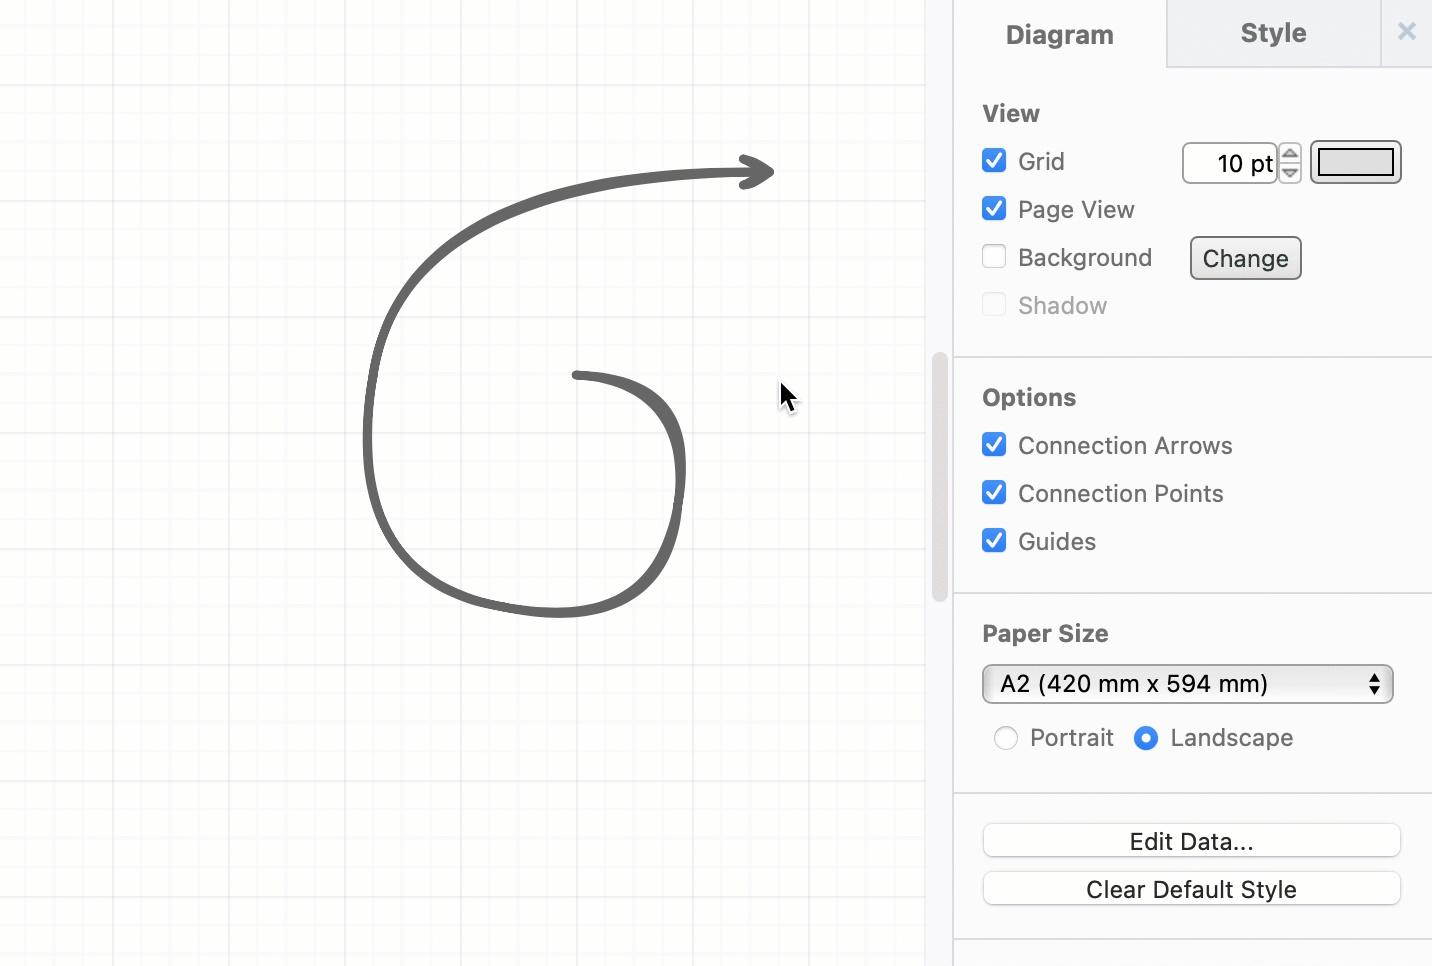 Diagram
Style
View
Grid
10 pt
Page View
Background
Change
Shadow
Options
Connection Arrows
Connection Points
Guides
Paper Size
A2 (420 mm x 594 mm)
Portrait
Landscape
Edit Data...
Clear Default Style